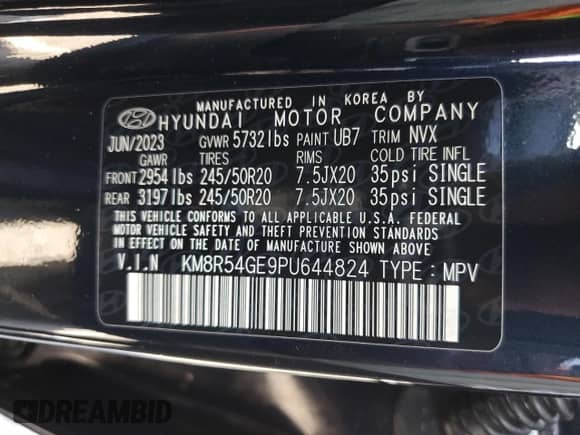 MANUFACTURED IN KOREA BY
HYUNDAI MOTOR COMPANY
JUN/2023 GVWR 5732lbs PAINT UB7 TRIM NVX
GAWR TIRES RIMS COLD TIRE INFL
FRONT 2954lbs 245/50R20 7.5JX20 35psi SINGLE
REAR 3197lbs 245/50R20 7.5JX20 35psi SINGLE
THIS VEHICLE CONFORMS TO ALL APPLICABLE U.S.A. FEDERAL
MOTOR VEHICLE SAFETY AND THEFT PREVENTION STANDARDS
IN EFFECT ON THE DATE OF MANUFACTURE SHOWN ABOVE.
V.I.N KM8R54GE9PU644824 TYPE : MPV
DREAMBID